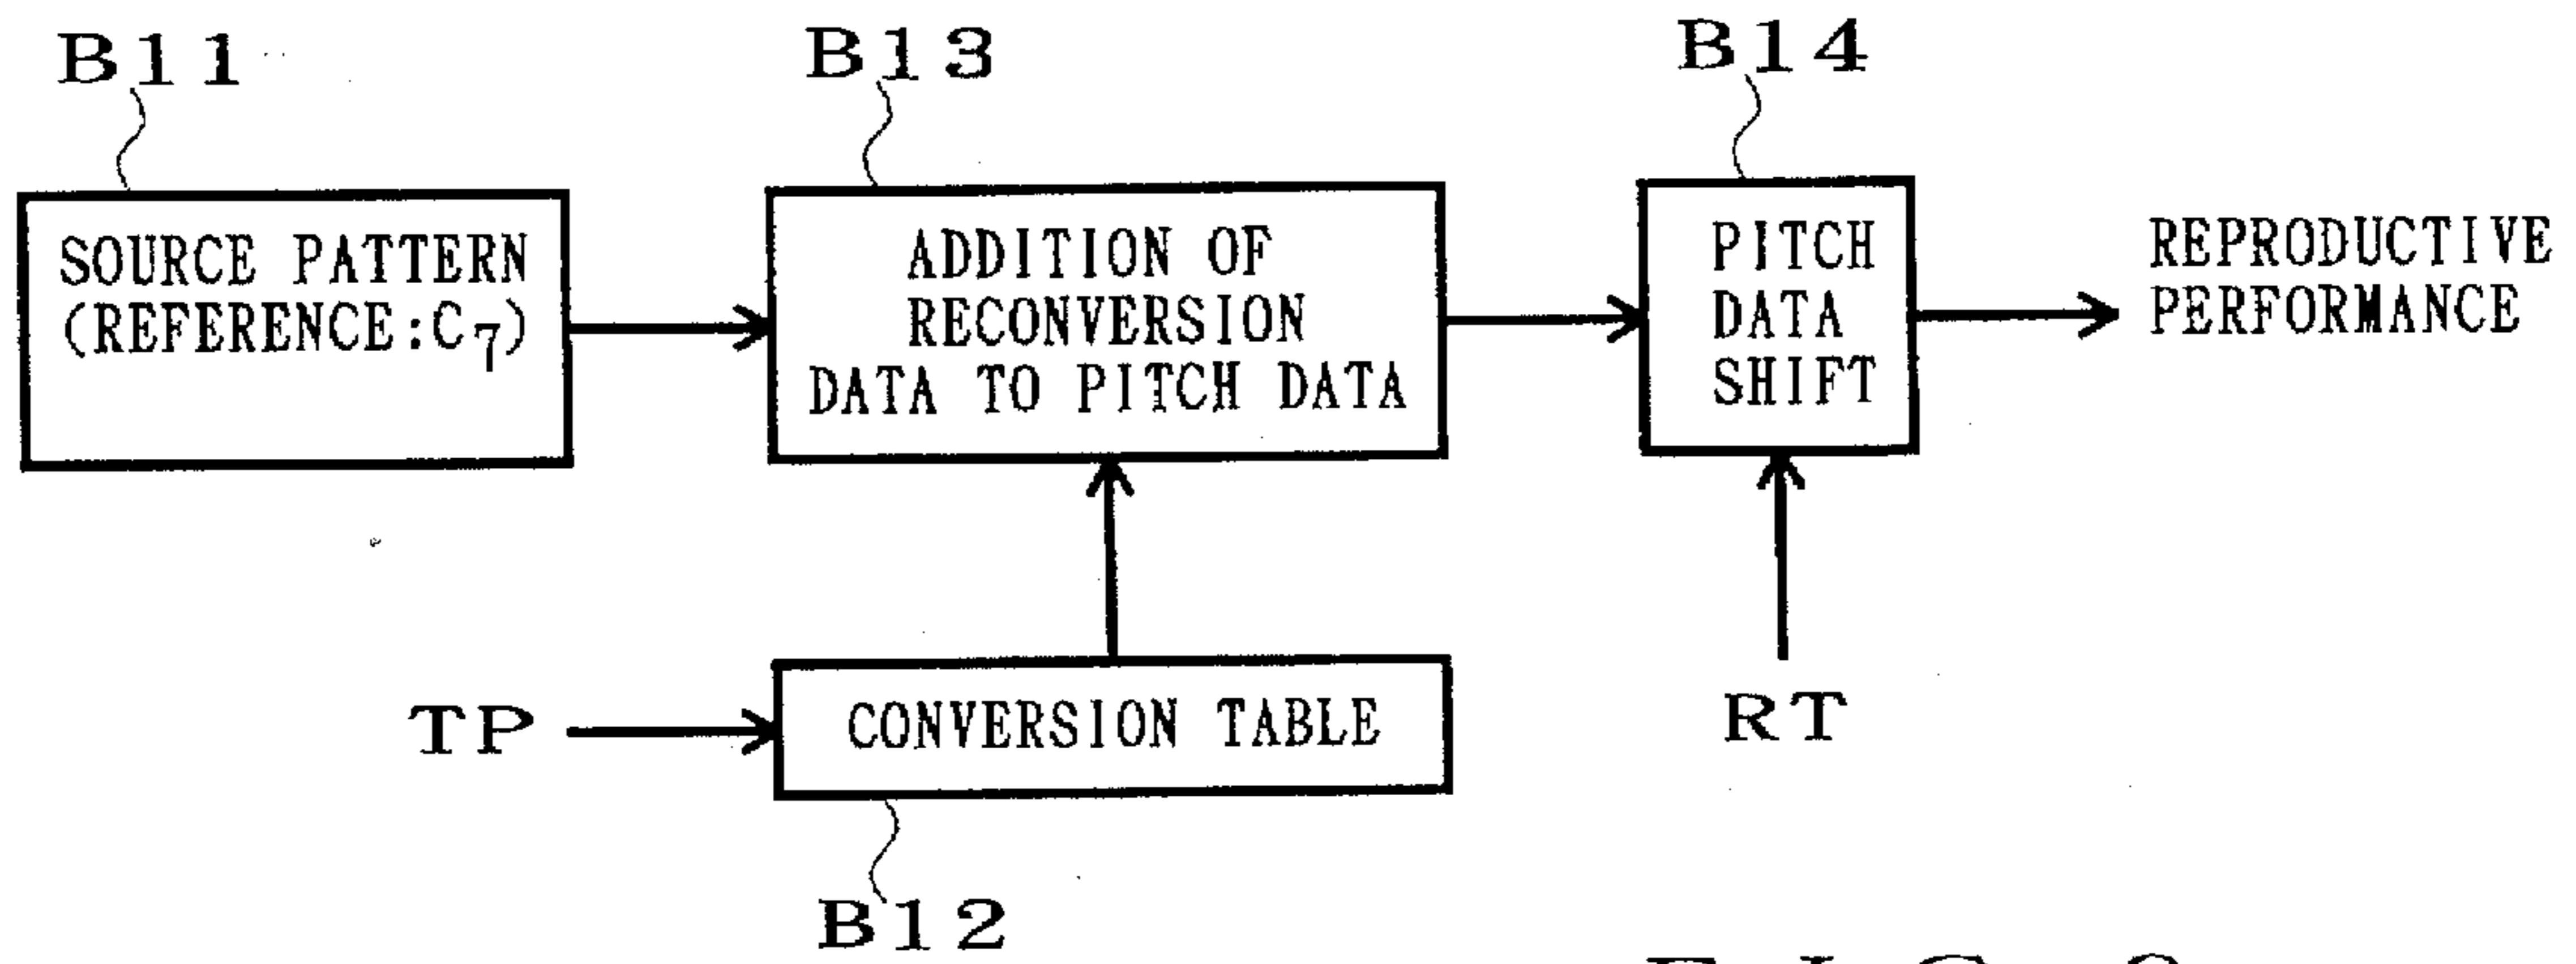 B11
B13
B14
SOURCE PATTERN
(REFERENCE:C7)
ADDITION OF
RECONVERSION
DATA TO PITCH DATA
PITCH
DATA
SHIFT
REPRODUCTIVE
PERFORMANCE
TP
CONVERSION TABLE
RT
B12